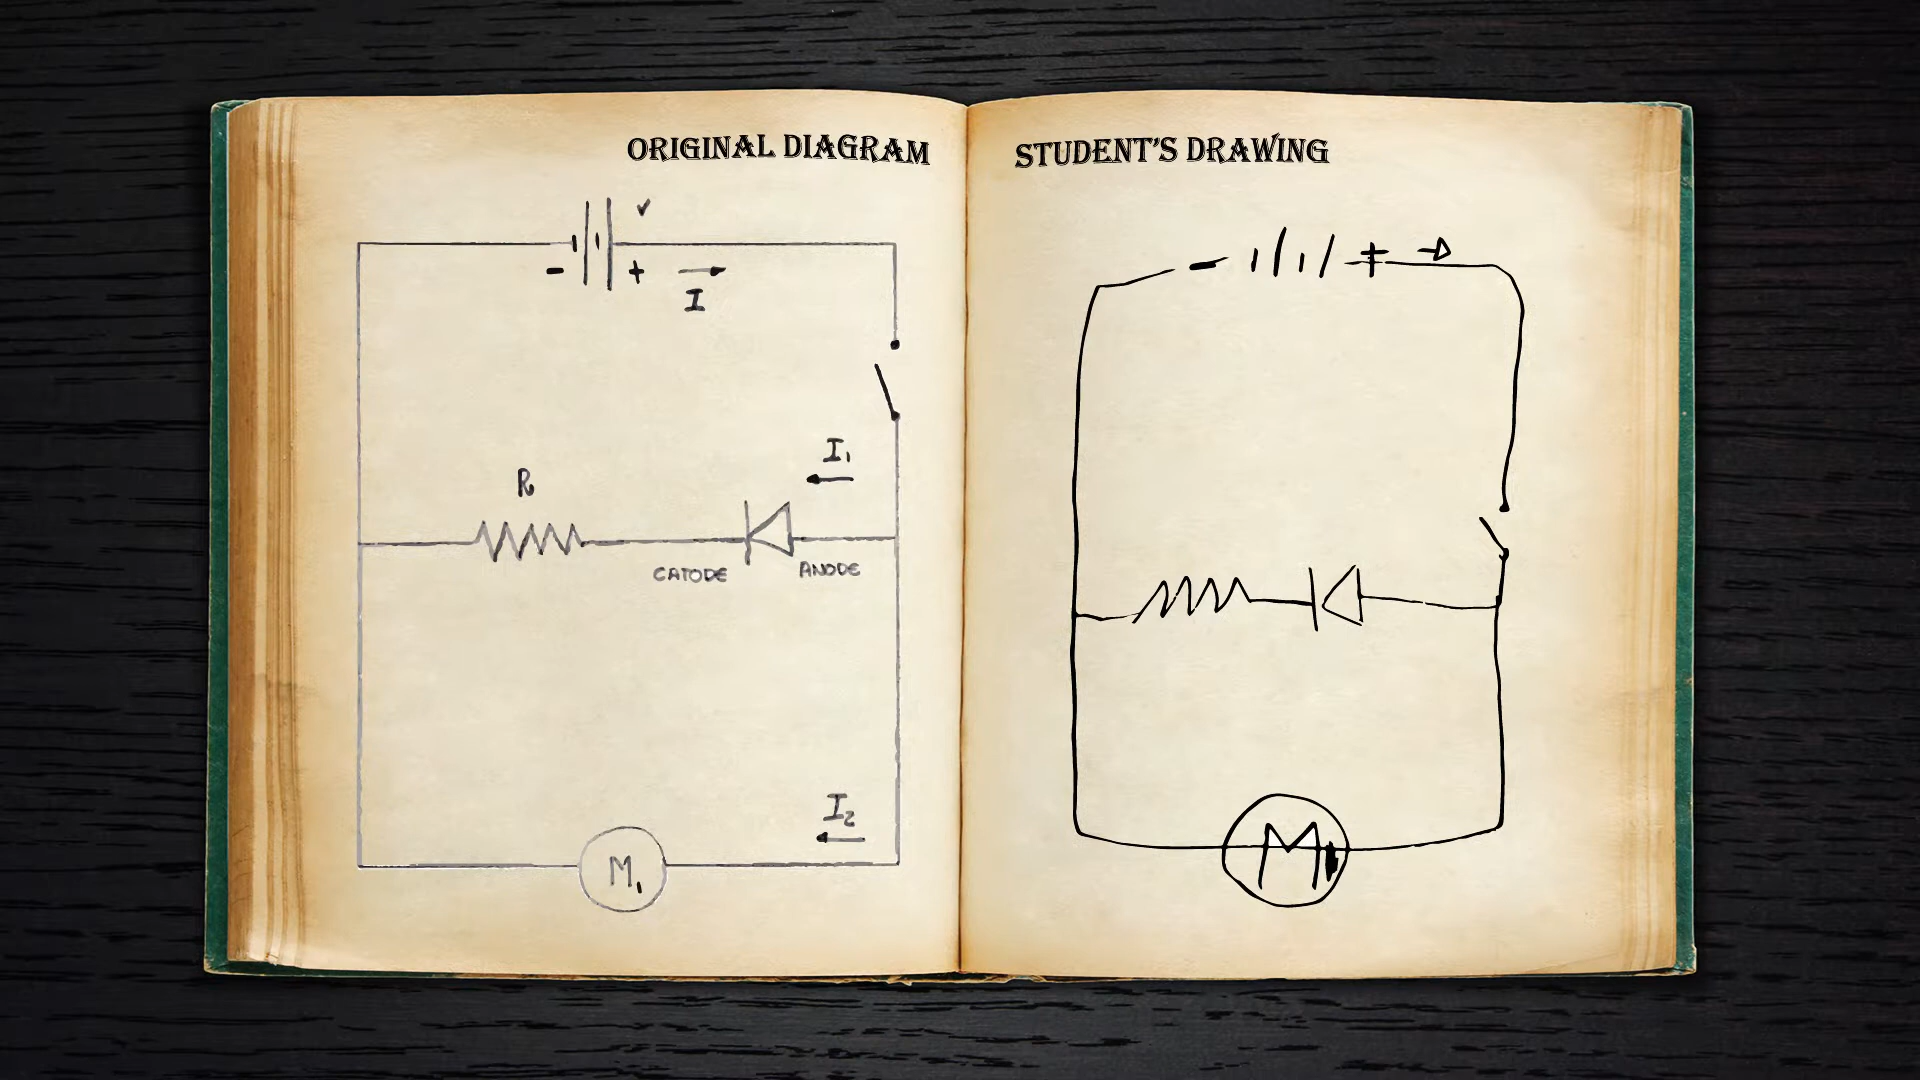 ORIGINAL DIAGRAM
V
- +
I
I₁
R
CATODE ANODE
I₂
M₁
STUDENT'S DRAWING
- +
M